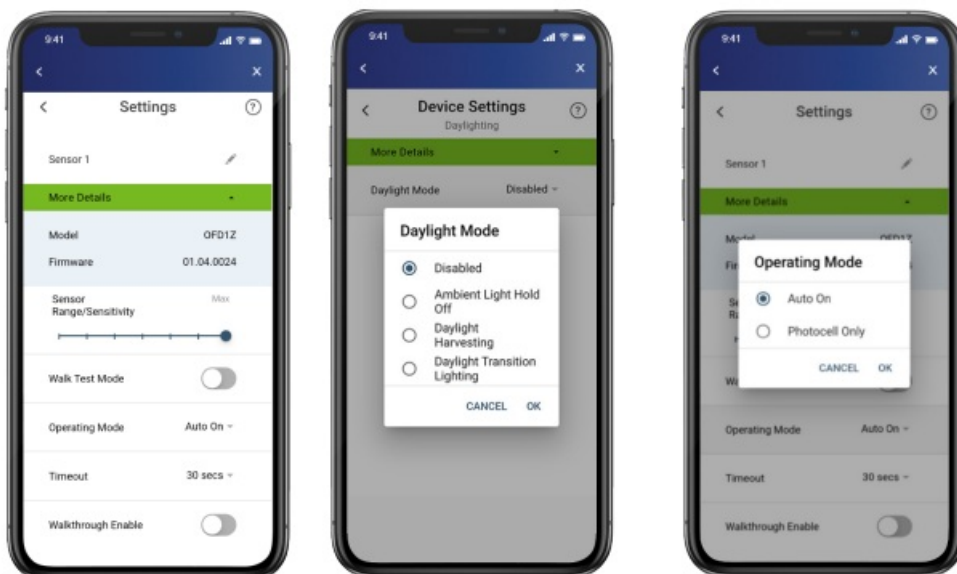 9:41
Settings
Sensor 1
More Details
Model OFD1Z
Firmware 01.04.0024
Sensor Max
Range/Sensitivity
Walk Test Mode
Operating Mode Auto On
Timeout 30 secs
Walkthrough Enable
9:41
Device Settings
Daylighting
More Details
Daylight Mode Disabled
Daylight Mode
Disabled
Ambient Light Hold
Off
Daylight
Harvesting
Daylight Transition
Lighting
CANCEL OK
9:41
Settings
Sensor 1
More Details
Model OFD1Z
Operating Mode
Auto On
Photocell Only
CANCEL OK
Operating Mode Auto On
Timeout 30 secs
Walkthrough Enable